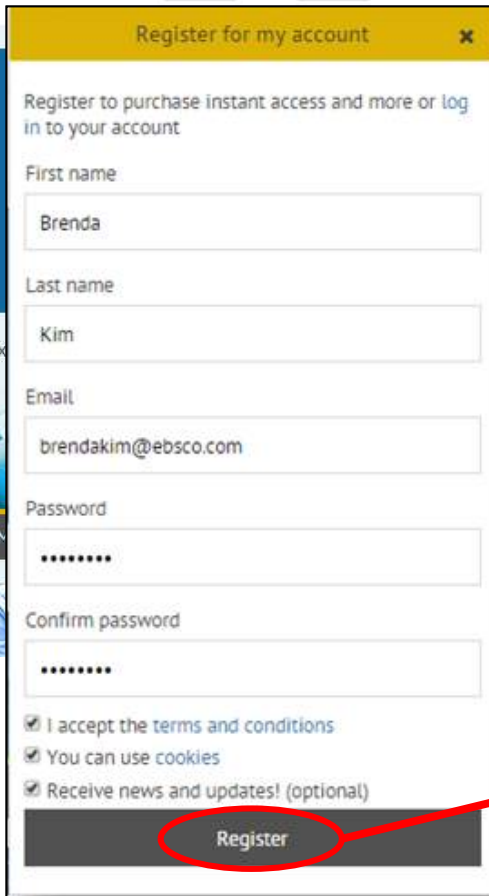 Register for my account ×
Register to purchase instant access and more or log
in to your account
First name
Brenda
Last name
Kim
Email
brendakim@ebsco.com
Password
••••••••
Confirm password
••••••••
I accept the terms and conditions
You can use cookies
Receive news and updates! (optional)
Register